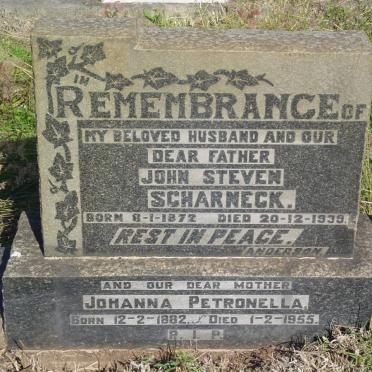 IN
REMEMBRANCE OF
MY BELOVED HUSBAND AND OUR
DEAR FATHER
JOHN STEVEN
SCHARNECK.
BORN 8-1-1872 DIED 20-12-1939.
REST IN PEACE.
ANDERSON
AND OUR DEAR MOTHER
JOHANNA PETRONELLA.
BORN 12-2-1882. DIED 1-2-1955.
R.I.P.